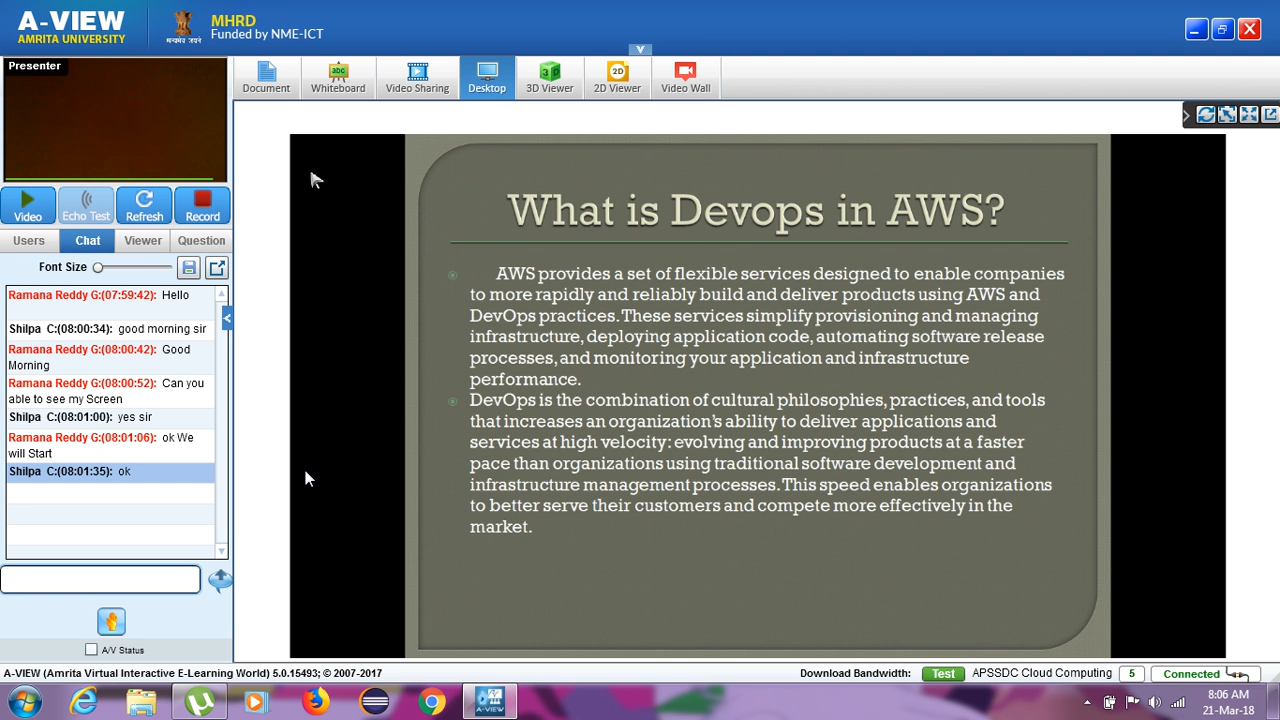 A-VIEW
AMRITA UNIVERSITY
सत्यमेव जयते
MHRD
Funded by NME-ICT
Presenter
Document
Whiteboard
abc
Video Sharing
Desktop
3D
3D Viewer
2D
2D Viewer
Video Wall
Video
Echo Test
Refresh
Record
Users
Chat
Viewer
Question
Font Size
Ramana Reddy G:(07:59:42): Hello
Shilpa C:(08:00:34): good morning sir
Ramana Reddy G:(08:00:42): Good
Morning
Ramana Reddy G:(08:00:52): Can you
able to see my Screen
Shilpa C:(08:01:00): yes sir
Ramana Reddy G:(08:01:06): ok We
will Start
Shilpa C:(08:01:35): ok
A/V Status
What is Devops in AWS?
AWS provides a set of flexible services designed to enable companies
to more rapidly and reliably build and deliver products using AWS and
DevOps practices. These services simplify provisioning and managing
infrastructure, deploying application code, automating software release
processes, and monitoring your application and infrastructure
performance.
DevOps is the combination of cultural philosophies, practices, and tools
that increases an organization's ability to deliver applications and
services at high velocity: evolving and improving products at a faster
pace than organizations using traditional software development and
infrastructure management processes. This speed enables organizations
to better serve their customers and compete more effectively in the
market.
A-VIEW (Amrita Virtual Interactive E-Learning World) 5.0.15493; © 2007-2017
Download Bandwidth: Test APSSDC Cloud Computing 5 Connected
A-VIEW
8:06 AM
21-Mar-18